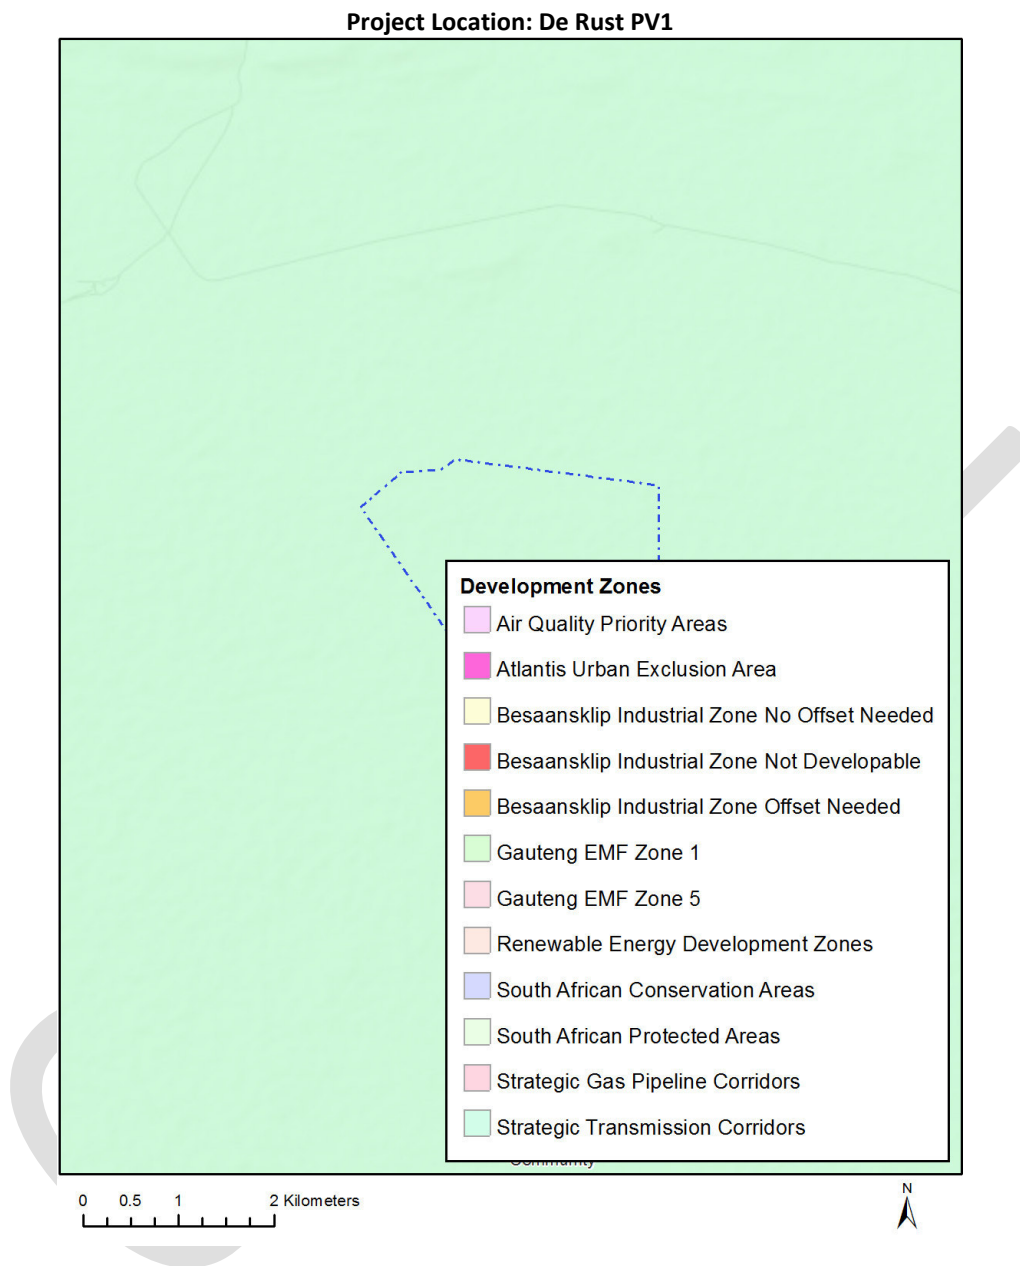 Project Location: De Rust PV1
Development Zones
Air Quality Priority Areas
Atlantis Urban Exclusion Area
Besaansklip Industrial Zone No Offset Needed
Besaansklip Industrial Zone Not Developable
Besaansklip Industrial Zone Offset Needed
Gauteng EMF Zone 1
Gauteng EMF Zone 5
Renewable Energy Development Zones
South African Conservation Areas
South African Protected Areas
Strategic Gas Pipeline Corridors
Strategic Transmission Corridors
Community
0 0.5 1 2 Kilometers
N